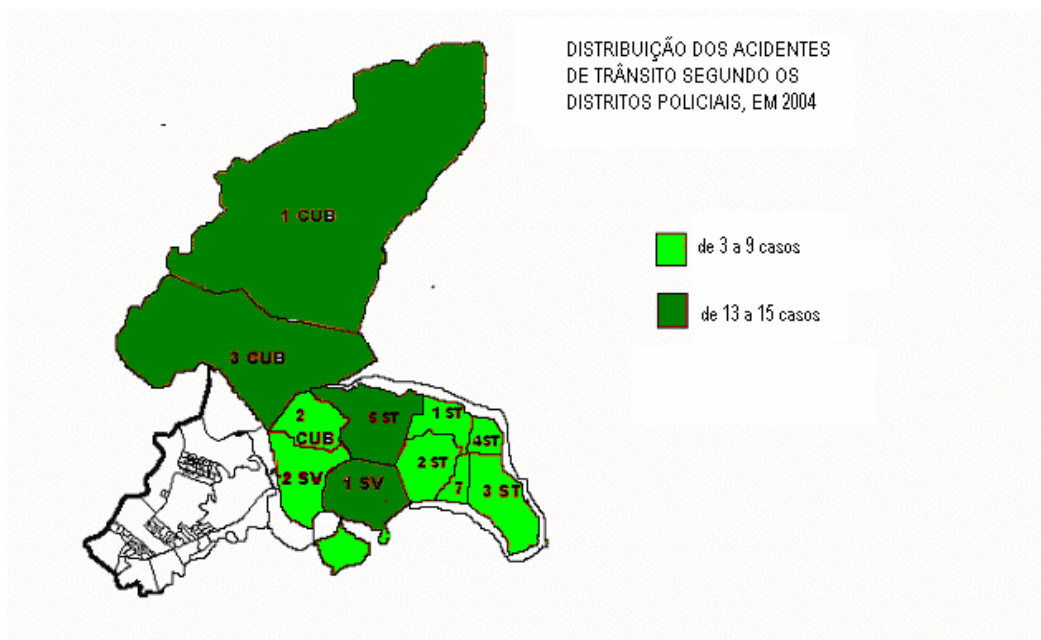 DISTRIBUIÇÃO DOS ACIDENTES
DE TRÂNSITO SEGUNDO OS
DISTRITOS POLICIAIS, EM 2004
1 CUB
de 3 a 9 casos
de 13 a 15 casos
3 CUB
2
CUB
5 ST
1 ST
4ST
2 ST
2 SV
1 SV
7
3 ST